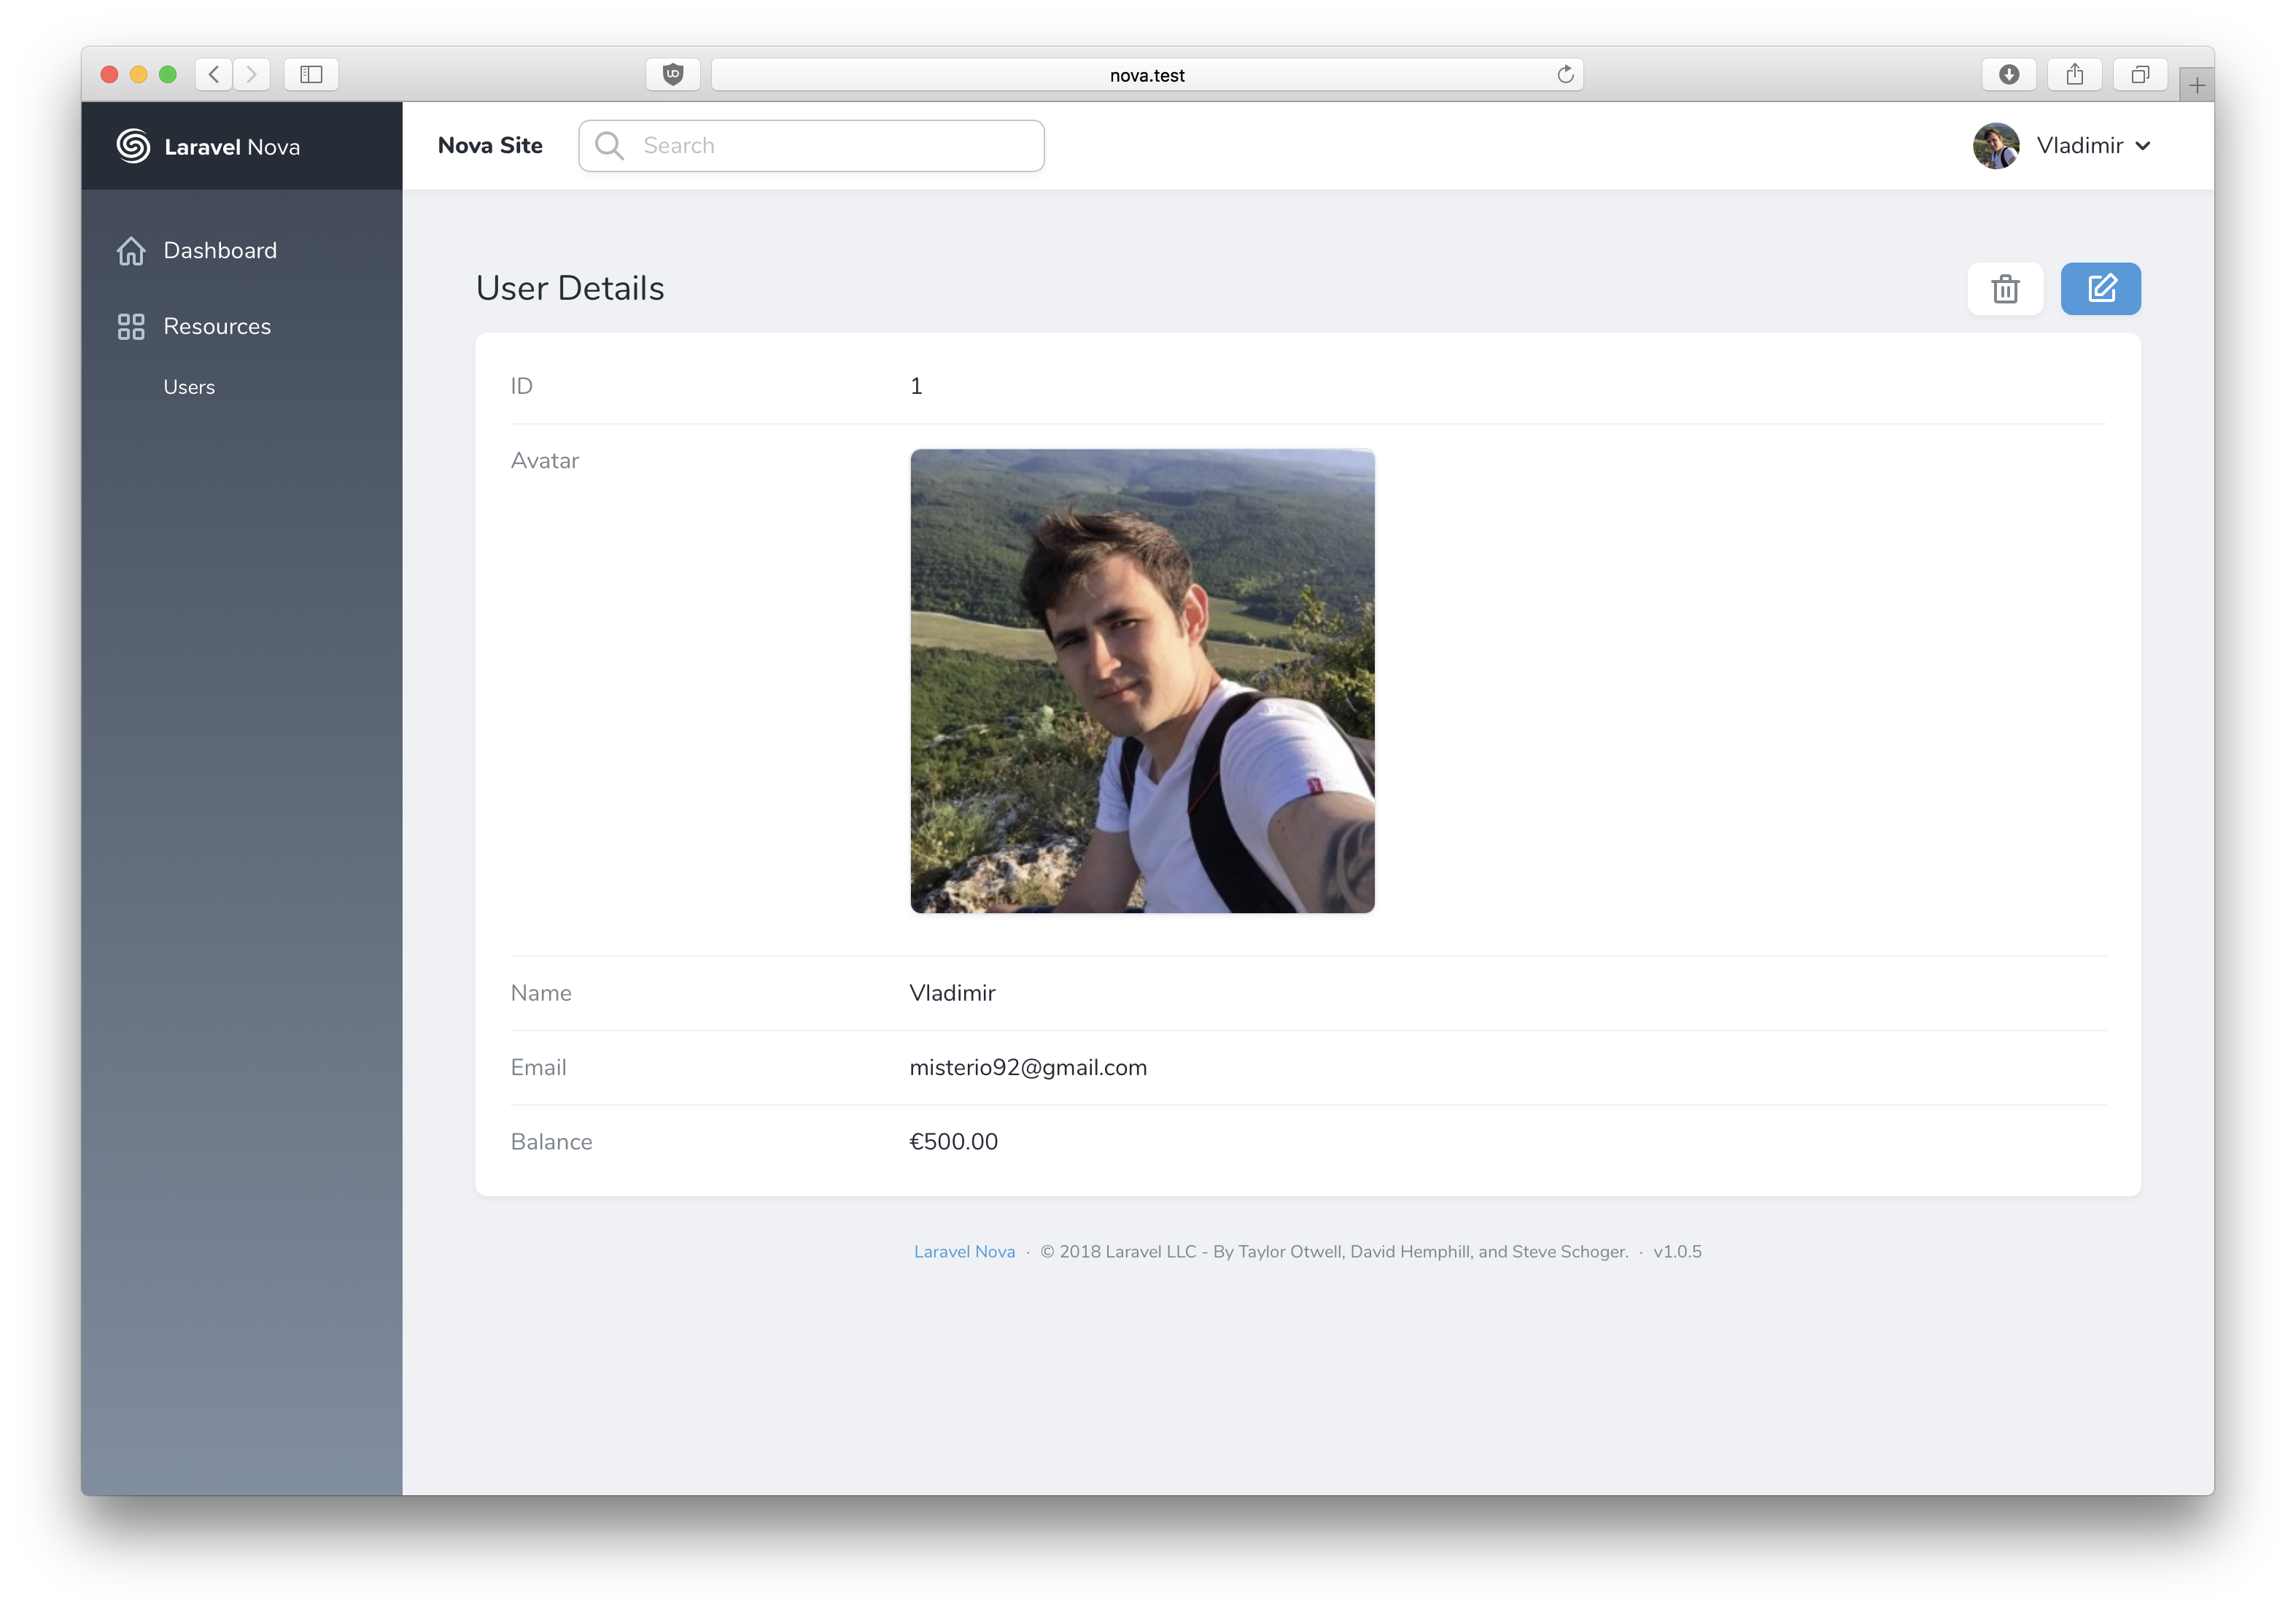 nova.test
Laravel Nova
Nova Site
Search
Vladimir
Dashboard
Resources
Users
User Details
ID
1
Avatar
Name
Vladimir
Email
misterio92@gmail.com
Balance
€500.00
Laravel Nova · © 2018 Laravel LLC - By Taylor Otwell, David Hemphill, and Steve Schoger. · v1.0.5